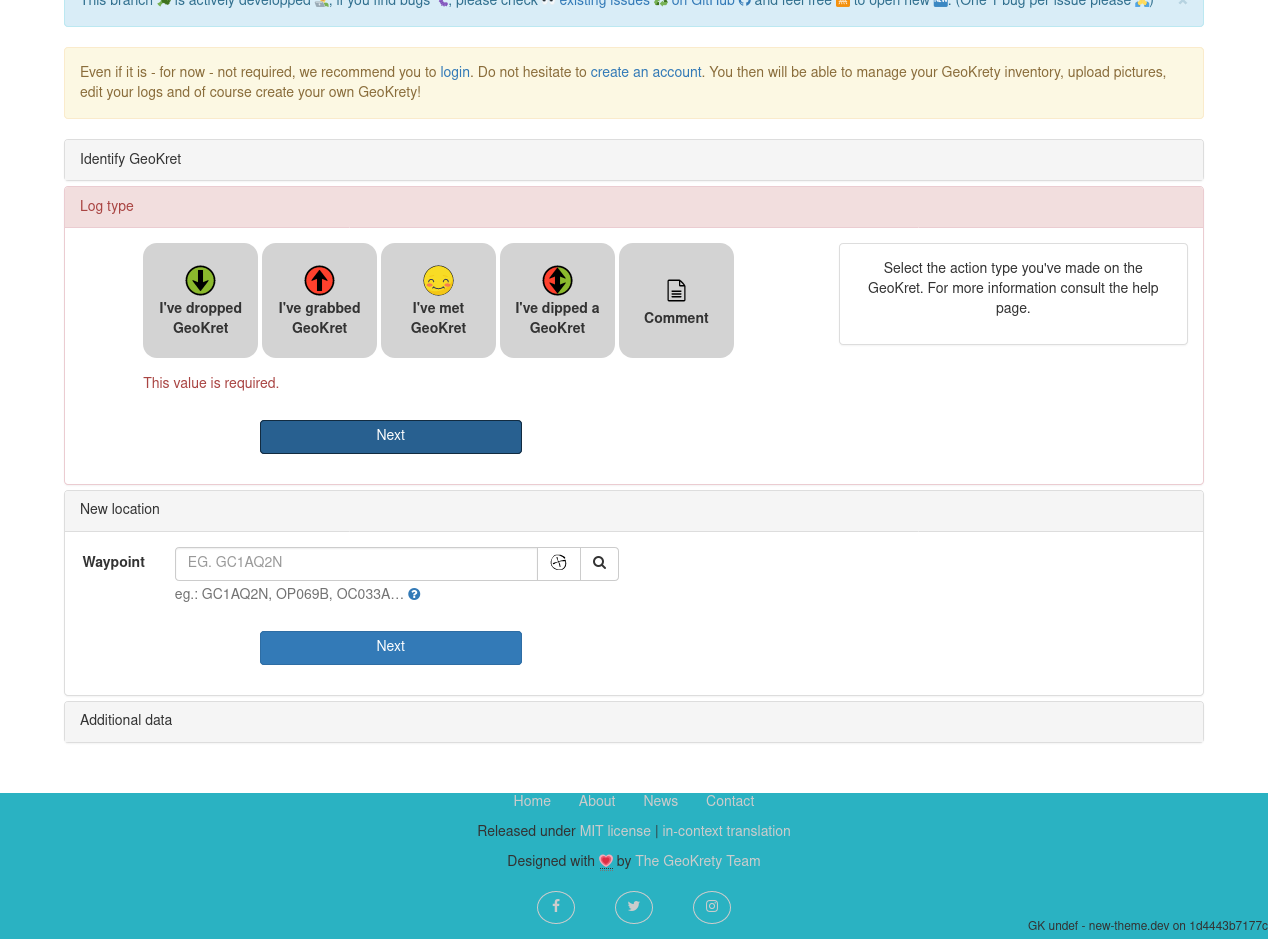 This branch is actively developped , if you find bugs , please check existing issues on GitHub and feel free to open new . (One 1 bug per issue please ) ×
Even if it is - for now - not required, we recommend you to login. Do not hesitate to create an account. You then will be able to manage your GeoKrety inventory, upload pictures,
edit your logs and of course create your own GeoKrety!
Identify GeoKret
Log type
I've dropped GeoKret
I've grabbed GeoKret
I've met GeoKret
I've dipped a GeoKret
Comment
Select the action type you've made on the
GeoKret. For more information consult the help
page.
This value is required.
Next
New location
Waypoint
EG. GC1AQ2N
eg.: GC1AQ2N, OP069B, OC033A…
Next
Additional data
Home About News Contact
Released under MIT license | in-context translation
Designed with by The GeoKrety Team
GK undef - new-theme.dev on 1d4443b7177c